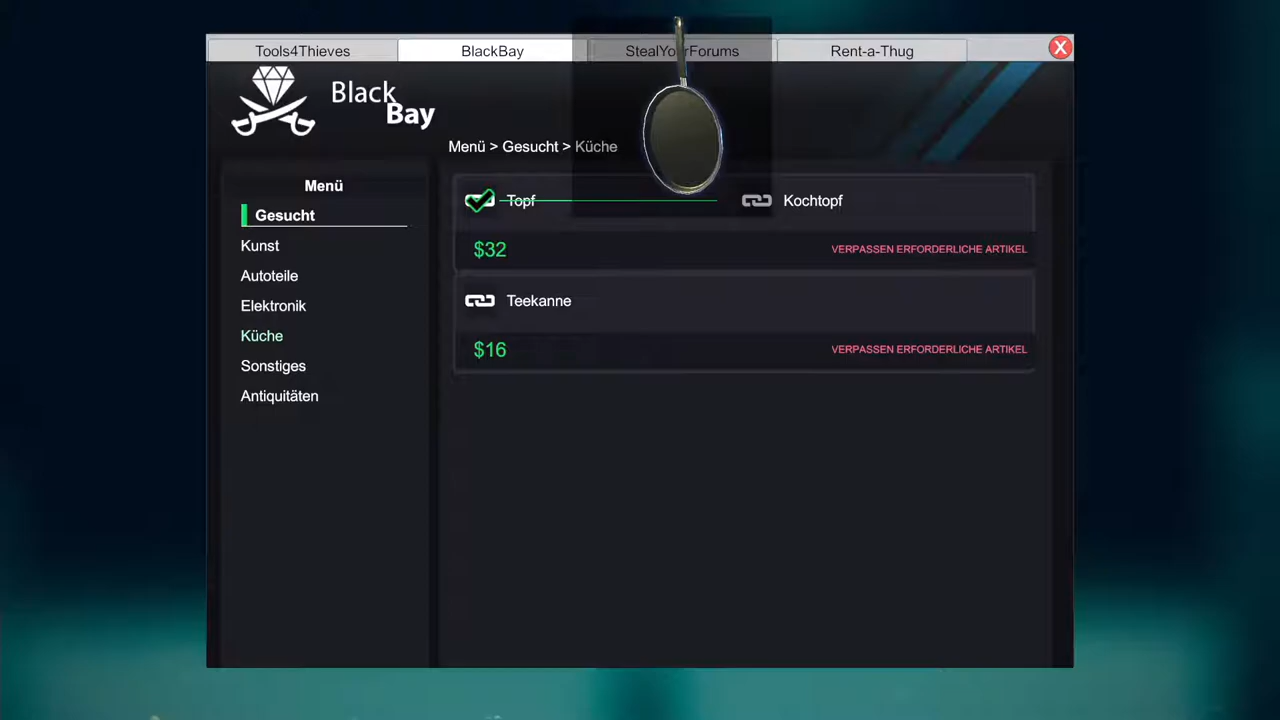 Tools4Thieves BlackBay StealYourForums Rent-a-Thug X
Black
Bay
Menü > Gesucht > Küche
Menü
Gesucht
Kunst
Autoteile
Elektronik
Küche
Sonstiges
Antiquitäten
Topf Kochtopf
$32 VERPASSEN ERFORDERLICHE ARTIKEL
Teekanne
$16 VERPASSEN ERFORDERLICHE ARTIKEL